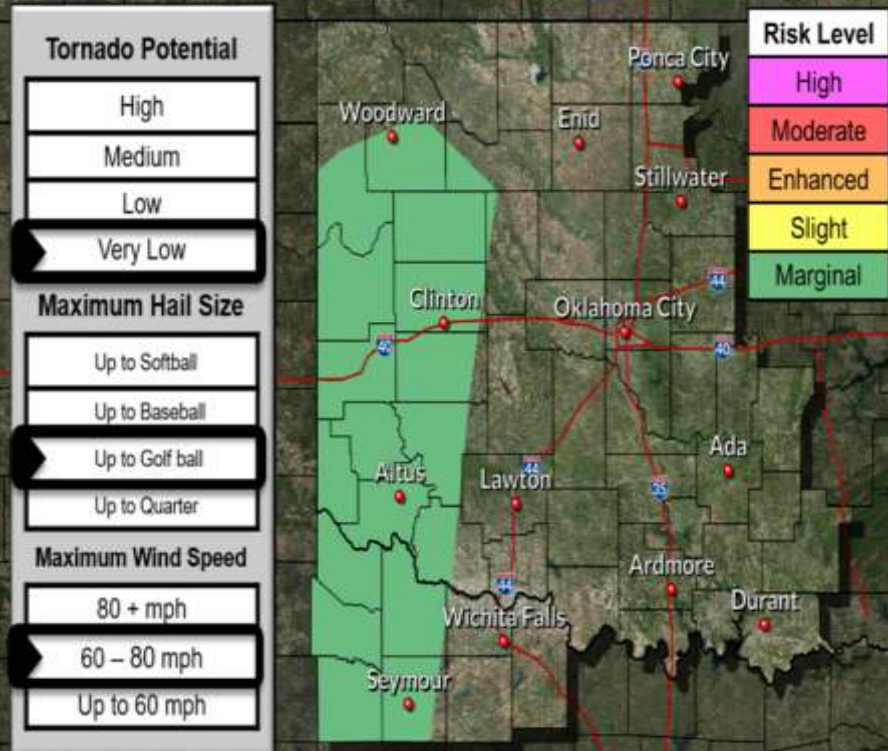 Tornado Potential
High
Medium
Low
Very Low
Maximum Hail Size
Up to Softball
Up to Baseball
Up to Golf ball
Up to Quarter
Maximum Wind Speed
80 + mph
60 – 80 mph
Up to 60 mph
Risk Level
High
Moderate
Enhanced
Slight
Marginal
Ponca City
Woodward
Enid
Stillwater
44
Clinton
Oklahoma City
40
40
Ada
Altus
Lawton
44
35
Ardmore
44
Durant
Wichita Falls
Seymour